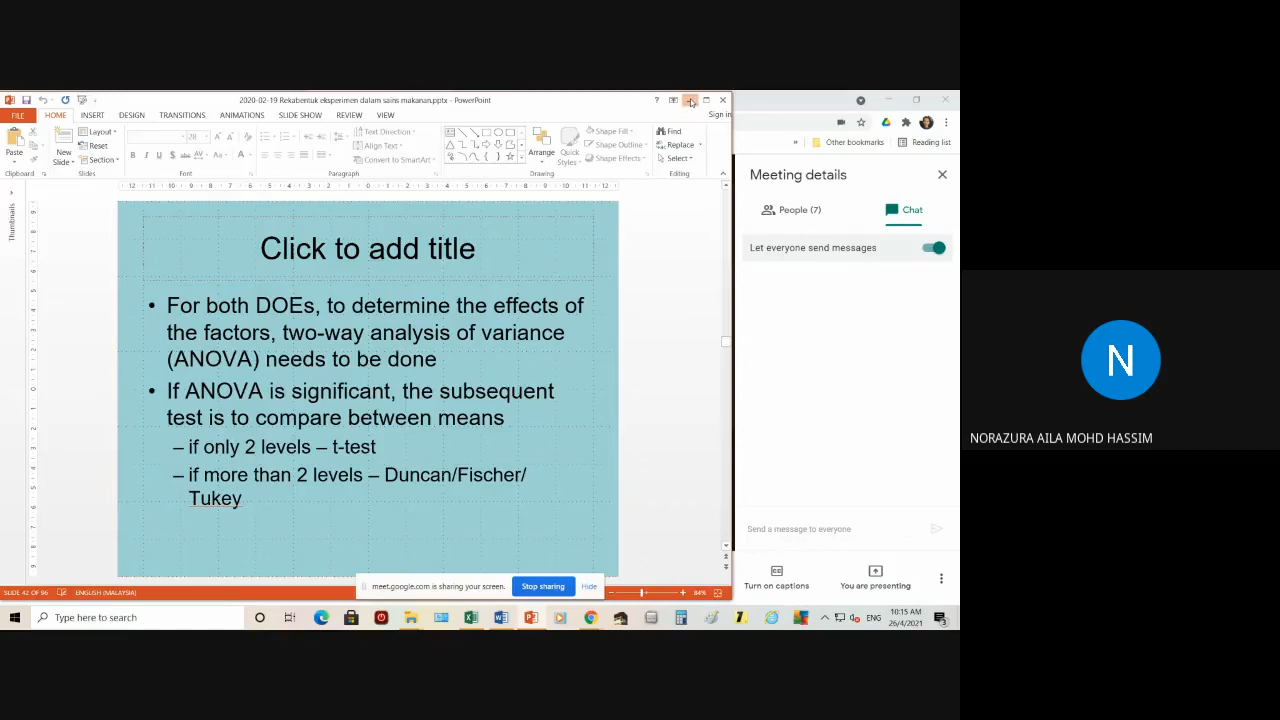 2020-02-19 Rekabentuk eksperimen dalam sains makanan.pptx - PowerPoint
FILE HOME INSERT DESIGN TRANSITIONS ANIMATIONS SLIDE SHOW REVIEW VIEW Sign in
Paste
Clipboard
New Slide
Layout
Reset
Section
Slides
Font
Text Direction
Align Text
Convert to SmartArt
Paragraph
Arrange
Quick Styles
Shape Fill
Shape Outline
Shape Effects
Drawing
Find
Replace
Select
Editing
Thumbnails
Click to add title
• For both DOEs, to determine the effects of
the factors, two-way analysis of variance
(ANOVA) needs to be done
• If ANOVA is significant, the subsequent
test is to compare between means
– if only 2 levels – t-test
– if more than 2 levels – Duncan/Fischer/
Tukey
meet.google.com is sharing your screen. Stop sharing Hide
SLIDE 42 OF 96 ENGLISH (MALAYSIA) 84%
Type here to search
ENG
10:15 AM
26/4/2021
» Other bookmarks Reading list
Meeting details
People (7) Chat
Let everyone send messages
Send a message to everyone
Turn on captions You are presenting
N
NORAZURA AILA MOHD HASSIM